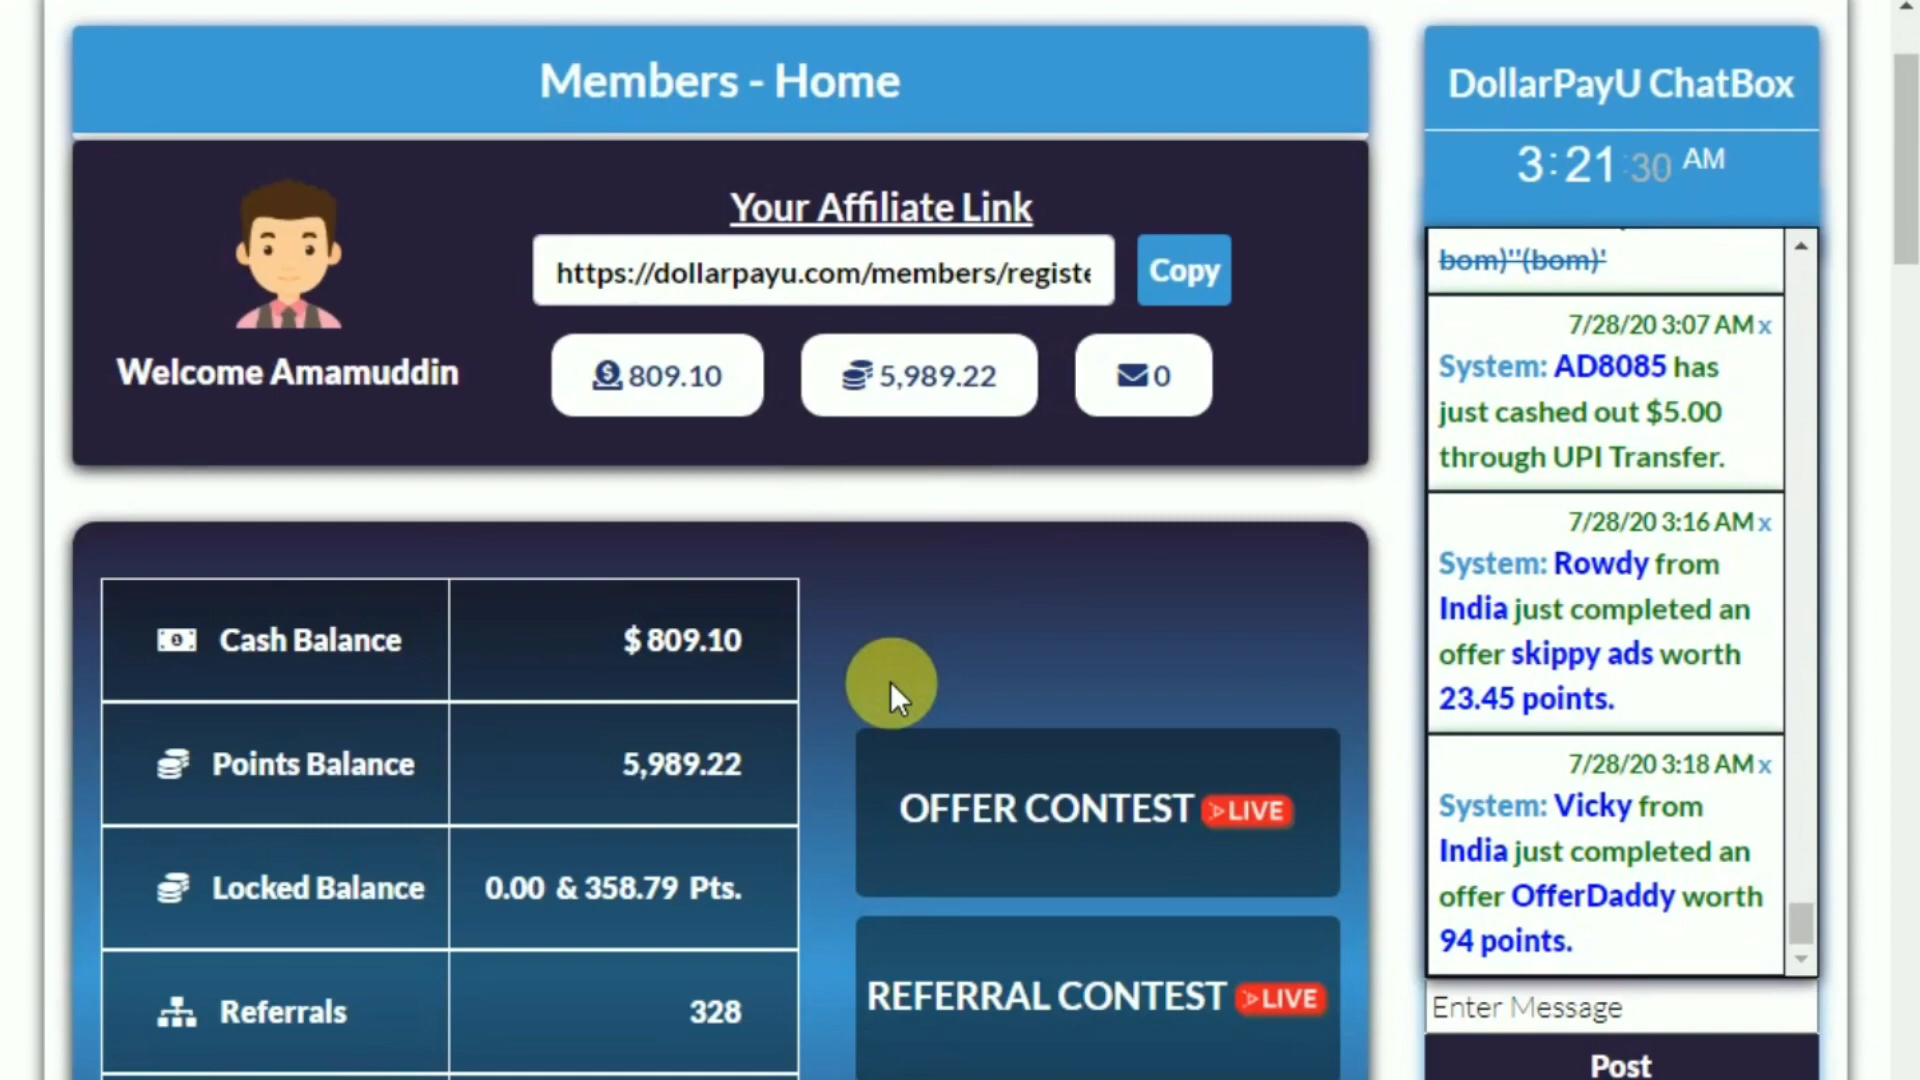 Members - Home
Your Affiliate Link
https://dollarpayu.com/members/registe
Copy
Welcome Amamuddin
809.10
5,989.22
0
Cash Balance
$ 809.10
Points Balance
5,989.22
Locked Balance
0.00 & 358.79 Pts.
Referrals
328
OFFER CONTEST LIVE
REFERRAL CONTEST LIVE
DollarPayU ChatBox
3:21:30 AM
bom)''(bom)'
7/28/20 3:07 AM x
System: AD8085 has
just cashed out $5.00
through UPI Transfer.
7/28/20 3:16 AM x
System: Rowdy from
India just completed an
offer skippy ads worth
23.45 points.
7/28/20 3:18 AM x
System: Vicky from
India just completed an
offer OfferDaddy worth
94 points.
Enter Message
Post